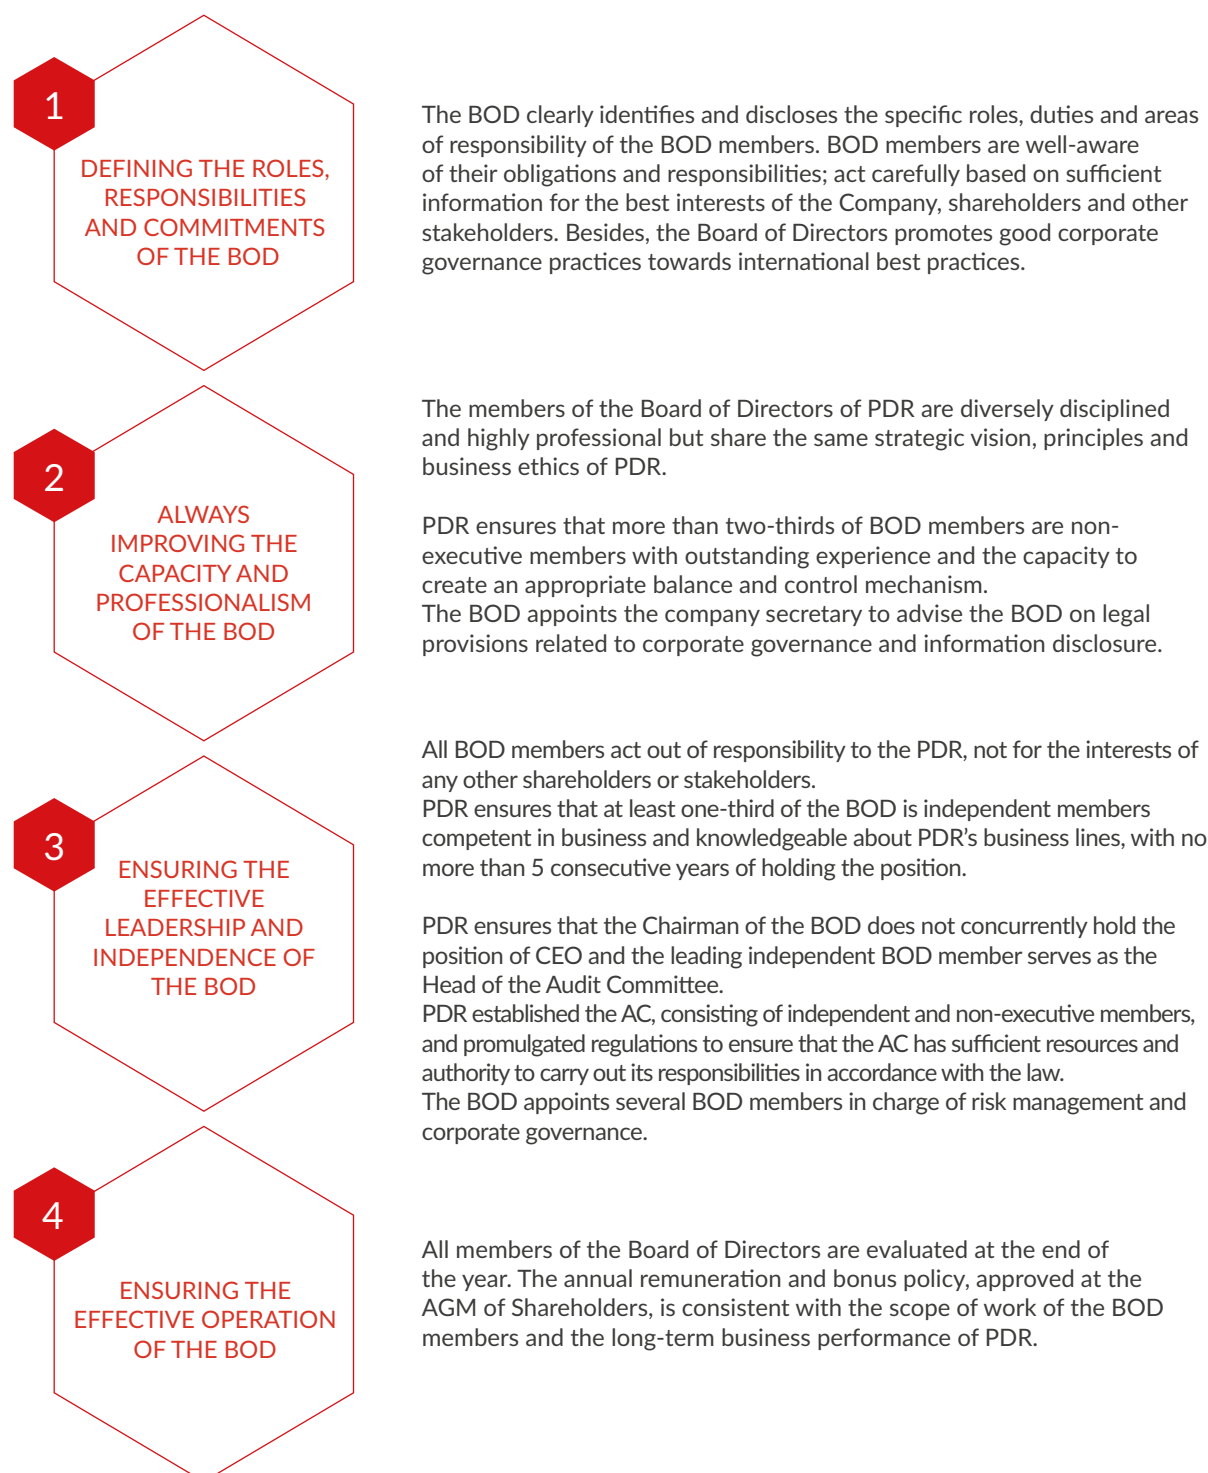 1
DEFINING THE ROLES,
RESPONSIBILITIES
AND COMMITMENTS
OF THE BOD
The BOD clearly identifies and discloses the specific roles, duties and areas
of responsibility of the BOD members. BOD members are well-aware
of their obligations and responsibilities; act carefully based on sufficient
information for the best interests of the Company, shareholders and other
stakeholders. Besides, the Board of Directors promotes good corporate
governance practices towards international best practices.
2
ALWAYS
IMPROVING THE
CAPACITY AND
PROFESSIONALISM
OF THE BOD
The members of the Board of Directors of PDR are diversely disciplined
and highly professional but share the same strategic vision, principles and
business ethics of PDR.
PDR ensures that more than two-thirds of BOD members are non-
executive members with outstanding experience and the capacity to
create an appropriate balance and control mechanism.
The BOD appoints the company secretary to advise the BOD on legal
provisions related to corporate governance and information disclosure.
3
ENSURING THE
EFFECTIVE
LEADERSHIP AND
INDEPENDENCE OF
THE BOD
All BOD members act out of responsibility to the PDR, not for the interests of
any other shareholders or stakeholders.
PDR ensures that at least one-third of the BOD is independent members
competent in business and knowledgeable about PDR's business lines, with no
more than 5 consecutive years of holding the position.
PDR ensures that the Chairman of the BOD does not concurrently hold the
position of CEO and the leading independent BOD member serves as the
Head of the Audit Committee.
PDR established the AC, consisting of independent and non-executive members,
and promulgated regulations to ensure that the AC has sufficient resources and
authority to carry out its responsibilities in accordance with the law.
The BOD appoints several BOD members in charge of risk management and
corporate governance.
4
ENSURING THE
EFFECTIVE OPERATION
OF THE BOD
All members of the Board of Directors are evaluated at the end of
the year. The annual remuneration and bonus policy, approved at the
AGM of Shareholders, is consistent with the scope of work of the BOD
members and the long-term business performance of PDR.